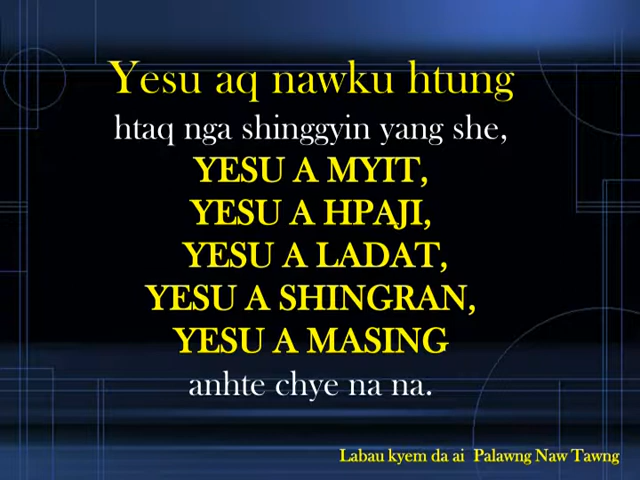 Yesu aq nawku htung
htaq nga shinggyin yang she,
YESU A MYIT,
YESU A HPAJI,
YESU A LADAT,
YESU A SHINGRAN,
YESU A MASING
anhte chye na na.
Labau kyem da ai Palawng Naw Tawng